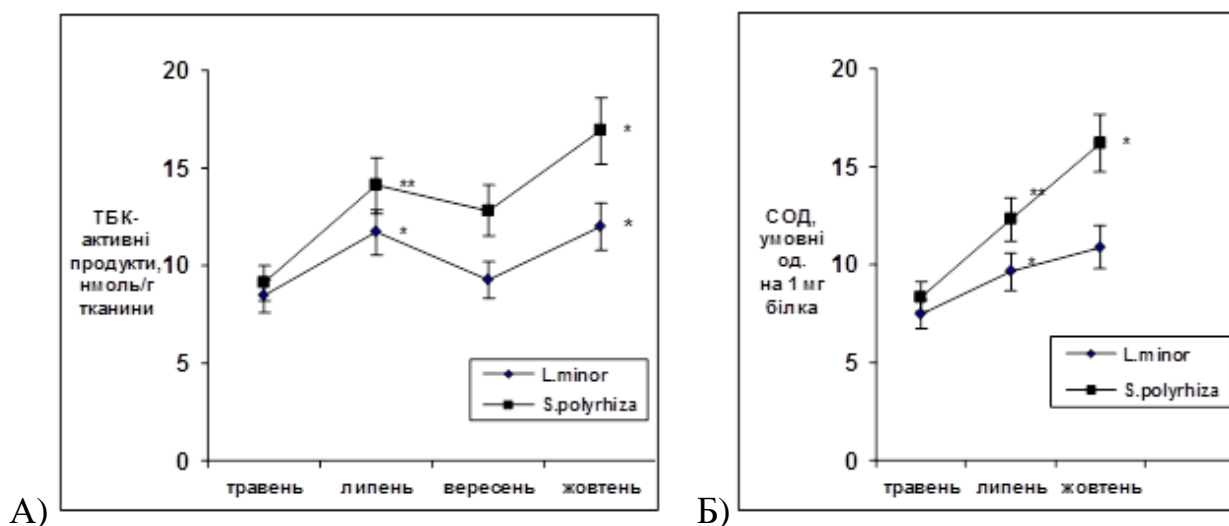 20
15
10
5
0
ТБК-
активні
продукти,
нмоль/г
тканини
**
*
*
*
L.minor
S.polyrhiza
травень липень вересень жовтень
А)
20
15
10
5
0
СОД,
умовні
од.
на 1 мг
білка
*
**
*
L.minor
S.polyrhiza
травень липень жовтень
Б)